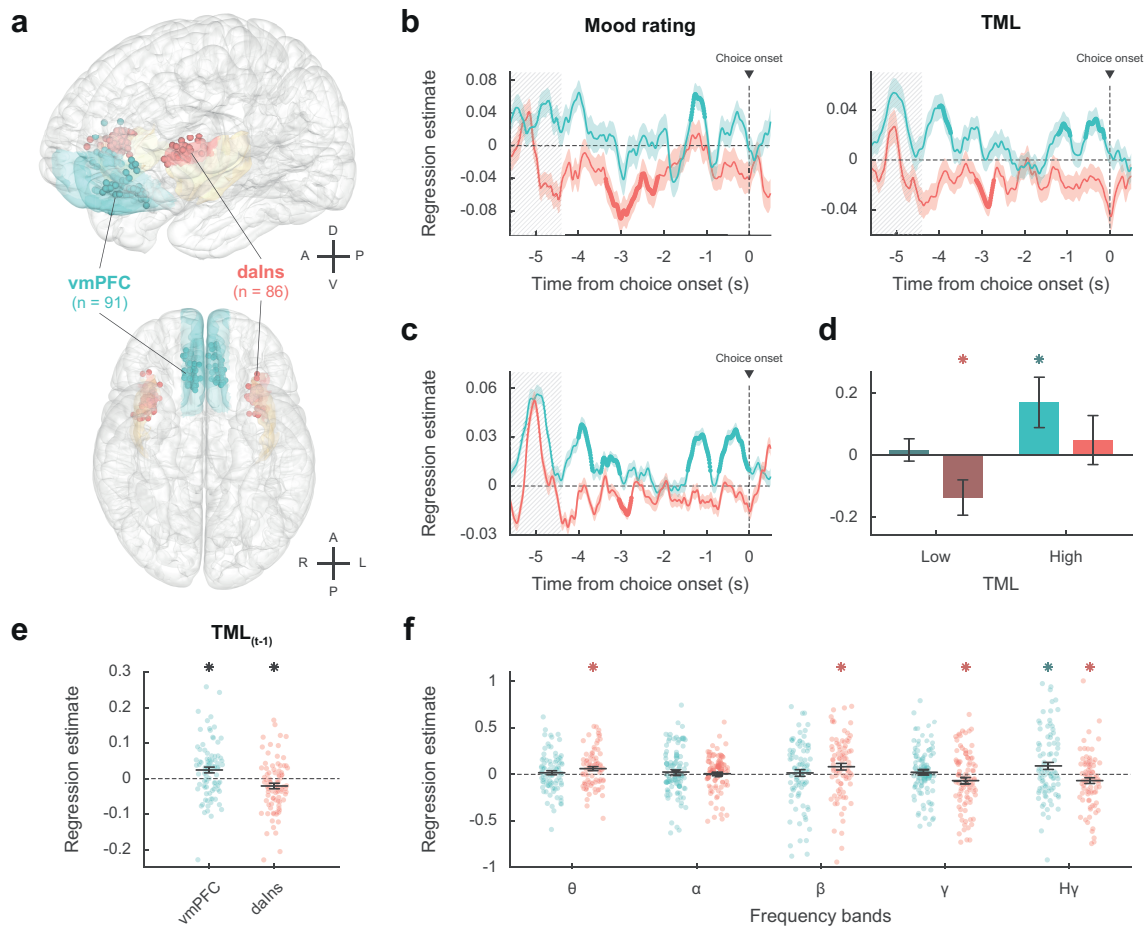 a
D
A
P
V
vmPFC
(n = 91)
daIns
(n = 86)
A
R
L
P
b
Mood rating
TML
Choice onset
Choice onset
Regression estimate
0.08
0.04
0
-0.04
-0.08
0.04
0
-0.04
-5 -4 -3 -2 -1 0
-5 -4 -3 -2 -1 0
Time from choice onset (s)
Time from choice onset (s)
c
Choice onset
Regression estimate
0.06
0.03
0
-0.03
-5 -4 -3 -2 -1 0
Time from choice onset (s)
d
* *
0.2
0
-0.2
Low High
TML
e
TML(t-1)
* *
Regression estimate
0.3
0.2
0.1
0
-0.1
-0.2
vmPFC daIns
f
* * * * *
Regression estimate
1
0.5
0
-0.5
-1
θ α β γ Hγ
Frequency bands